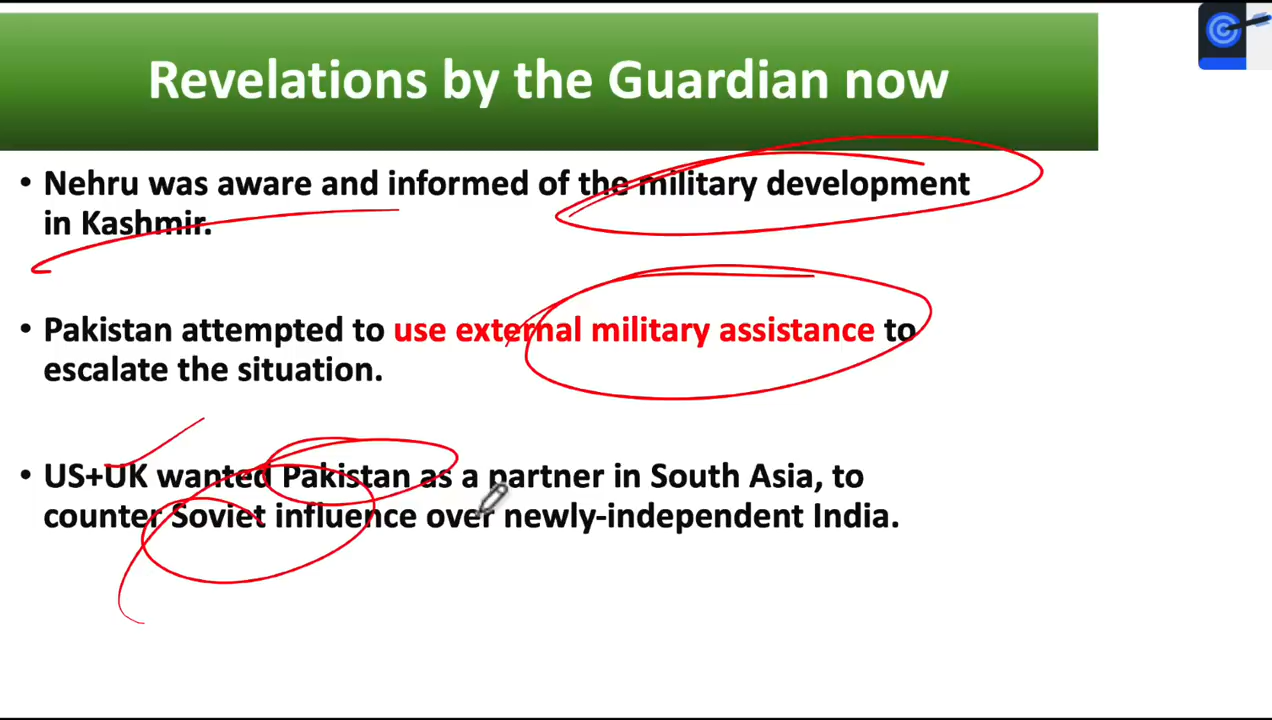 Revelations by the Guardian now
• Nehru was aware and informed of the military development
in Kashmir.
• Pakistan attempted to use external military assistance to
escalate the situation.
• US+UK wanted Pakistan as a partner in South Asia, to
counter Soviet influence over newly-independent India.